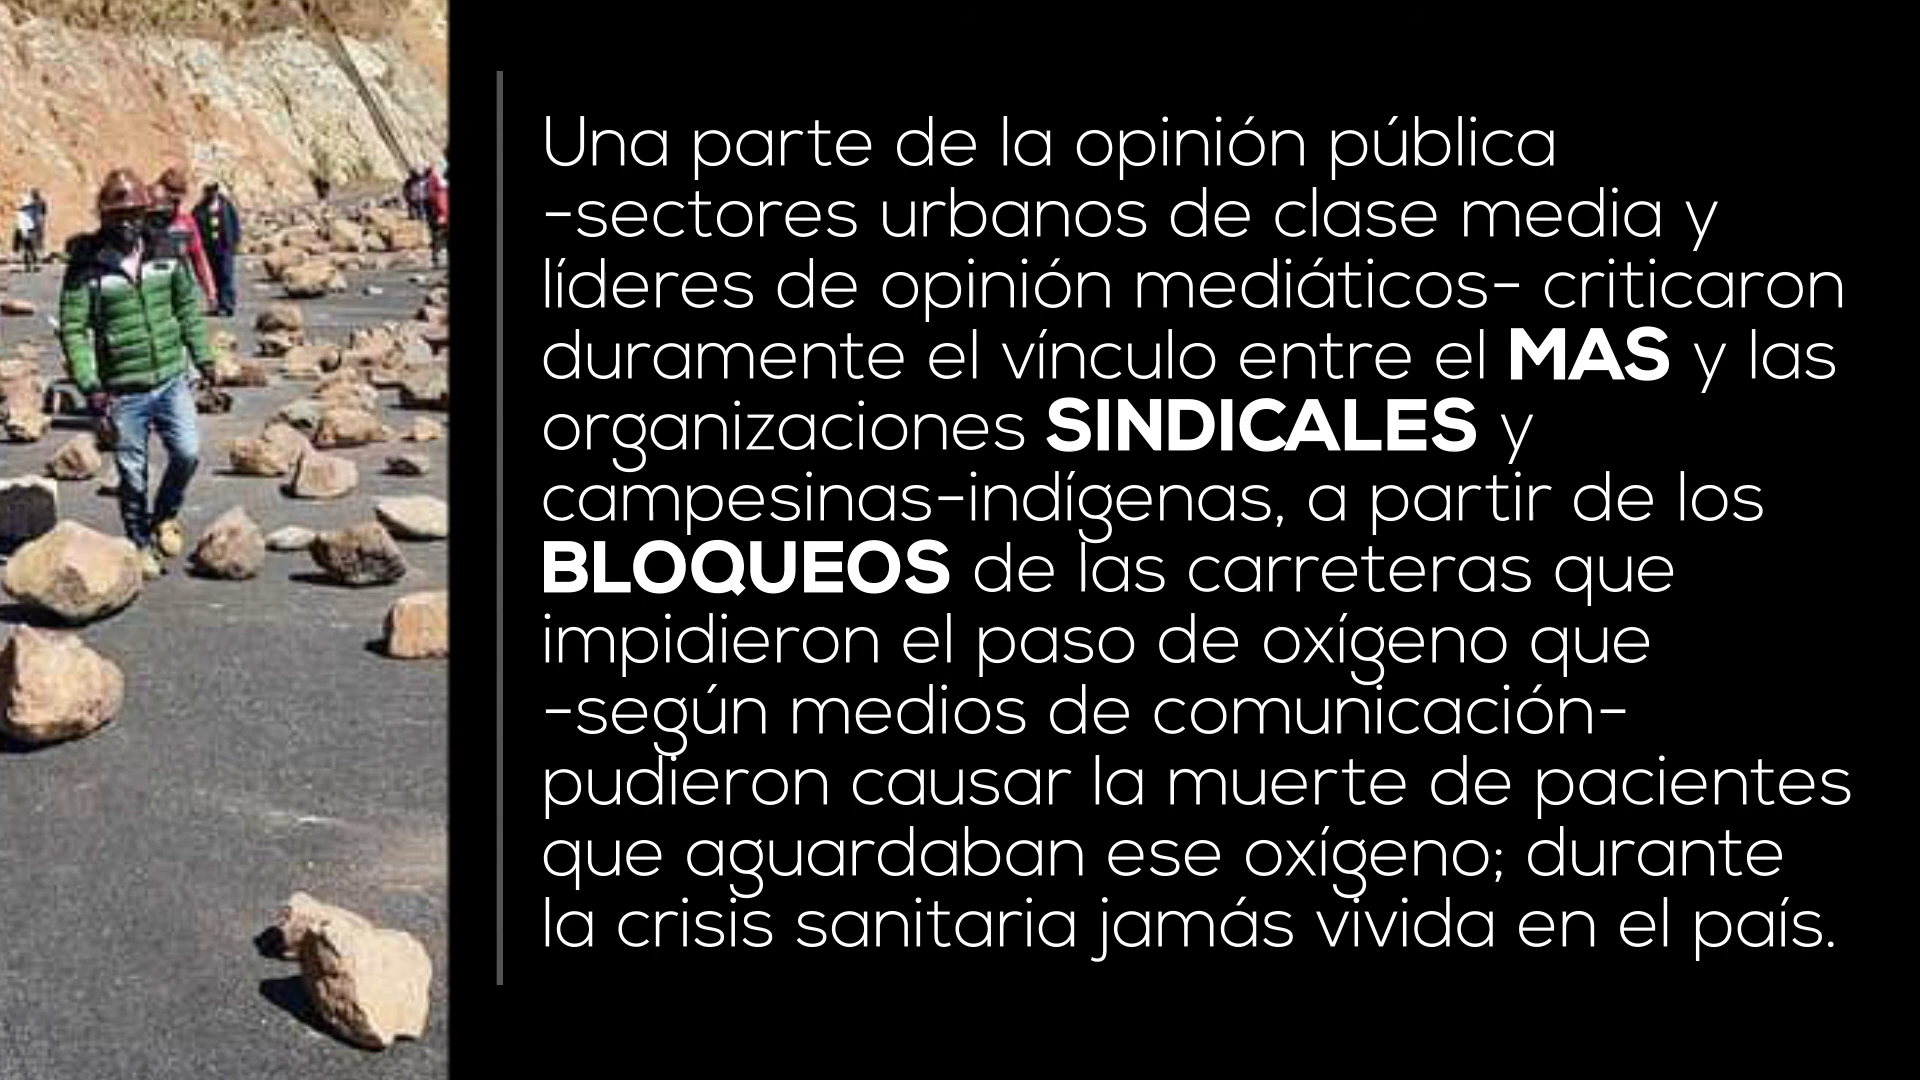 Una parte de la opinión pública
-sectores urbanos de clase media y
líderes de opinión mediáticos- criticaron
duramente el vínculo entre el MAS y las
organizaciones SINDICALES y
campesinas-indígenas, a partir de los
BLOQUEOS de las carreteras que
impidieron el paso de oxígeno que
-según medios de comunicación-
pudieron causar la muerte de pacientes
que aguardaban ese oxígeno; durante
la crisis sanitaria jamás vivida en el país.